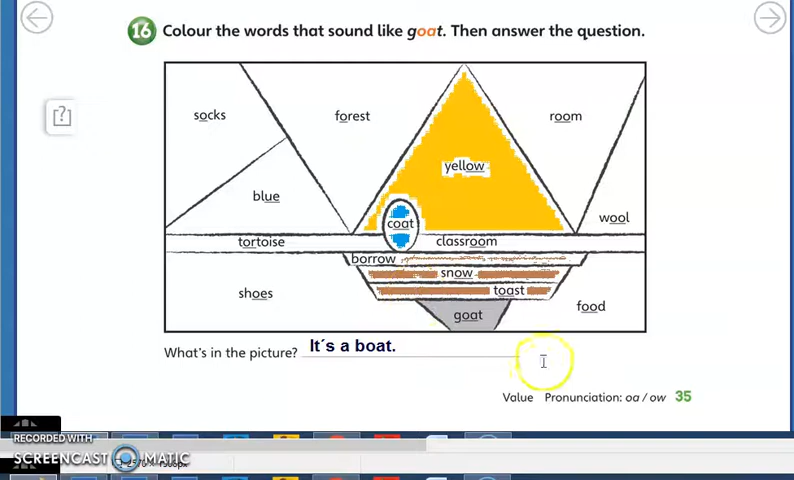 16 Colour the words that sound like goat. Then answer the question.
[?]
socks
forest
room
yellow
blue
coat
wool
tortoise
classroom
borrow
snow
shoes
toast
food
goat
What's in the picture? It´s a boat.
Value Pronunciation: oa / ow 35
RECORDED WITH
SCREENCAST MATIC